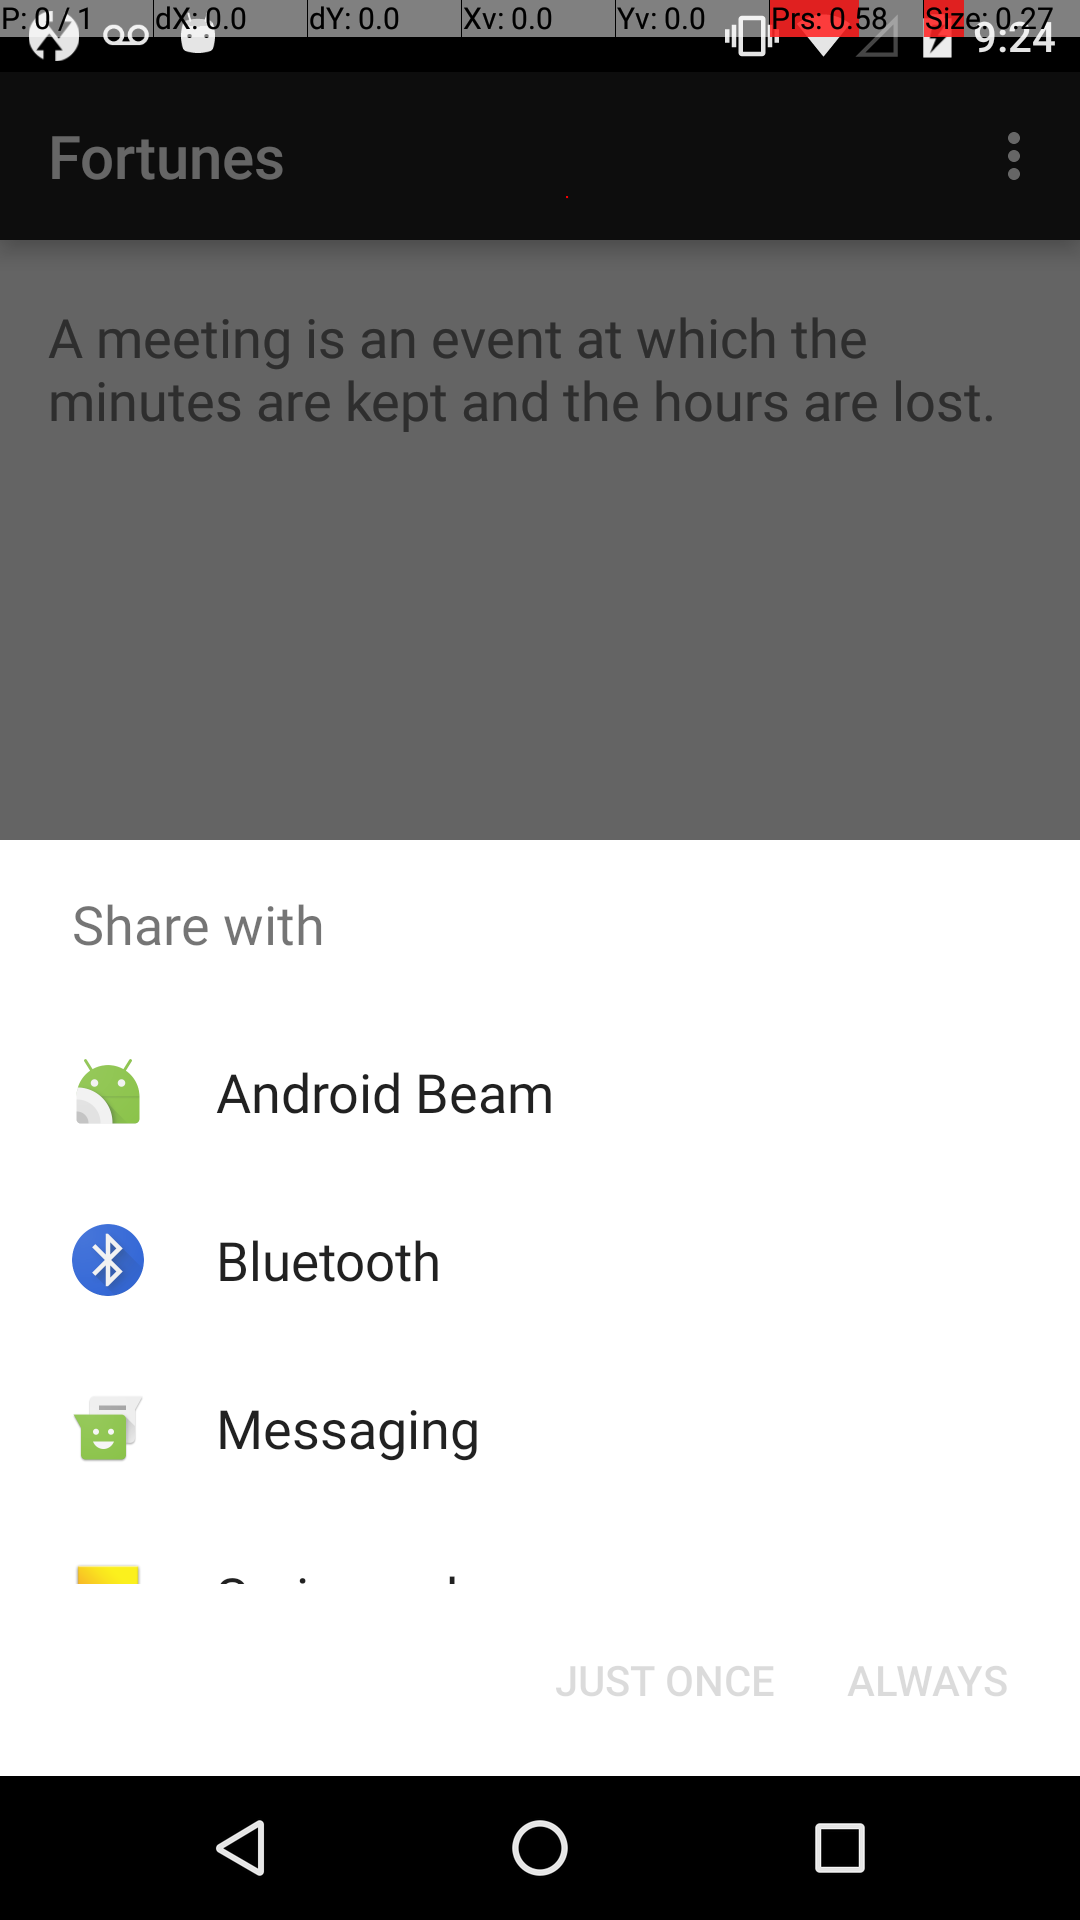 P: 0 / 1 dX: 0.0 dY: 0.0 Xv: 0.0 Yv: 0.0 Prs: 0.58 Size: 0.27
9:24
Fortunes
A meeting is an event at which the
minutes are kept and the hours are lost.
Share with
Android Beam
Bluetooth
Messaging
JUST ONCE ALWAYS